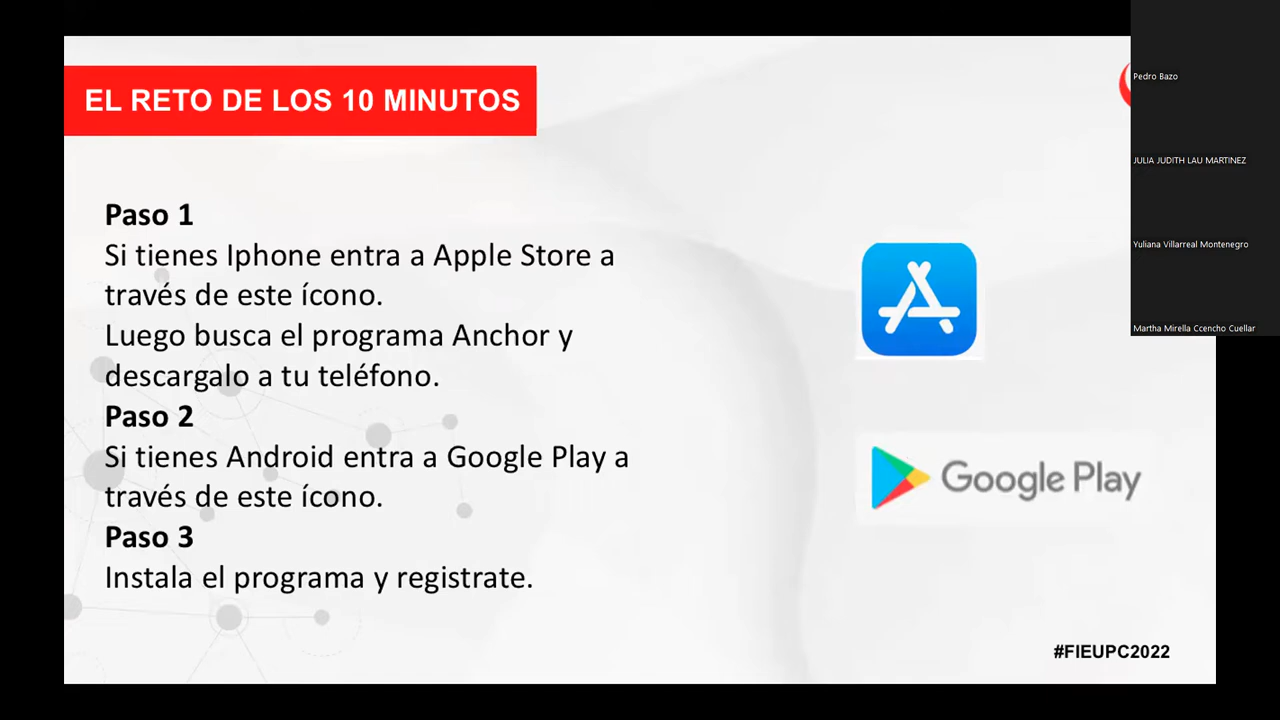 EL RETO DE LOS 10 MINUTOS
Paso 1
Si tienes Iphone entra a Apple Store a
través de este ícono.
Luego busca el programa Anchor y
descargalo a tu teléfono.
Paso 2
Si tienes Android entra a Google Play a
través de este ícono.
Paso 3
Instala el programa y registrate.
Google Play
#FIEUPC2022
Pedro Bazo
JULIA JUDITH LAU MARTINEZ
Yuliana Villarreal Montenegro
Martha Mirella Ccencho Cuellar